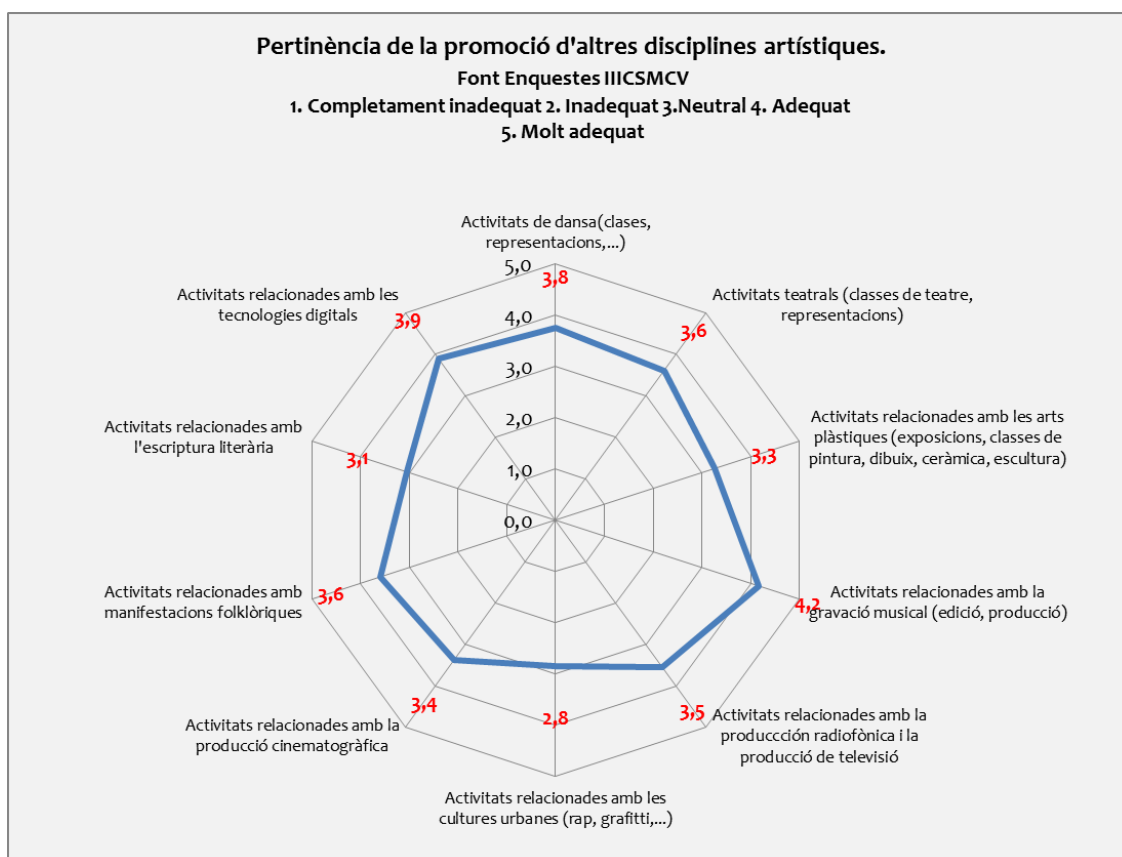 Pertinència de la promoció d'altres disciplines artístiques.
Font Enquestes IIICSMCV
1. Completament inadequat 2. Inadequat 3.Neutral 4. Adequat
5. Molt adequat
Activitats de dansa(clases,
representacions,...)
5,0
3,8
4,0
3,0
2,0
1,0
0,0
Activitats teatrals (classes de teatre,
representacions)
3,6
Activitats relacionades amb les arts
plàstiques (exposicions, classes de
pintura, dibuix, ceràmica, escultura)
3,3
Activitats relacionades amb la
gravació musical (edició, producció)
4,2
Activitats relacionades amb la
produccción radiofònica i la
producció de televisió
3,5
Activitats relacionades amb les
cultures urbanes (rap, grafitti,...)
2,8
Activitats relacionades amb la
producció cinematogràfica
3,4
Activitats relacionades amb
manifestacions folklòriques
3,6
Activitats relacionades amb
l'escriptura literària
3,1
Activitats relacionades amb les
tecnologies digitals
3,9